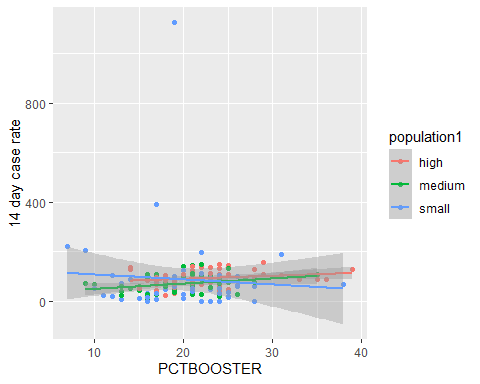 14 day case rate
800
400
0
10 20 30 40
PCTBOOSTER
population1
high
medium
small